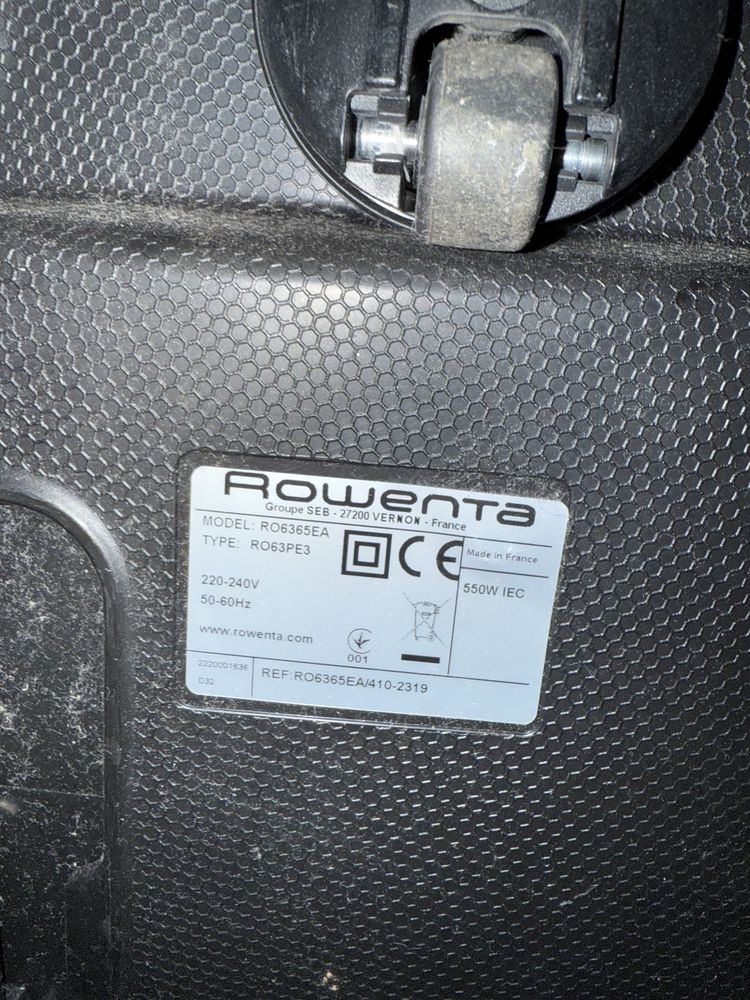 Rowenta
Groupe SEB - 27200 VERNON - France
MODEL: RO6365EA
TYPE: RO63PE3
CE
Made in France
220-240V
50-60Hz
550W IEC
www.rowenta.com
001
2220001636
D32
REF:RO6365EA/410-2319